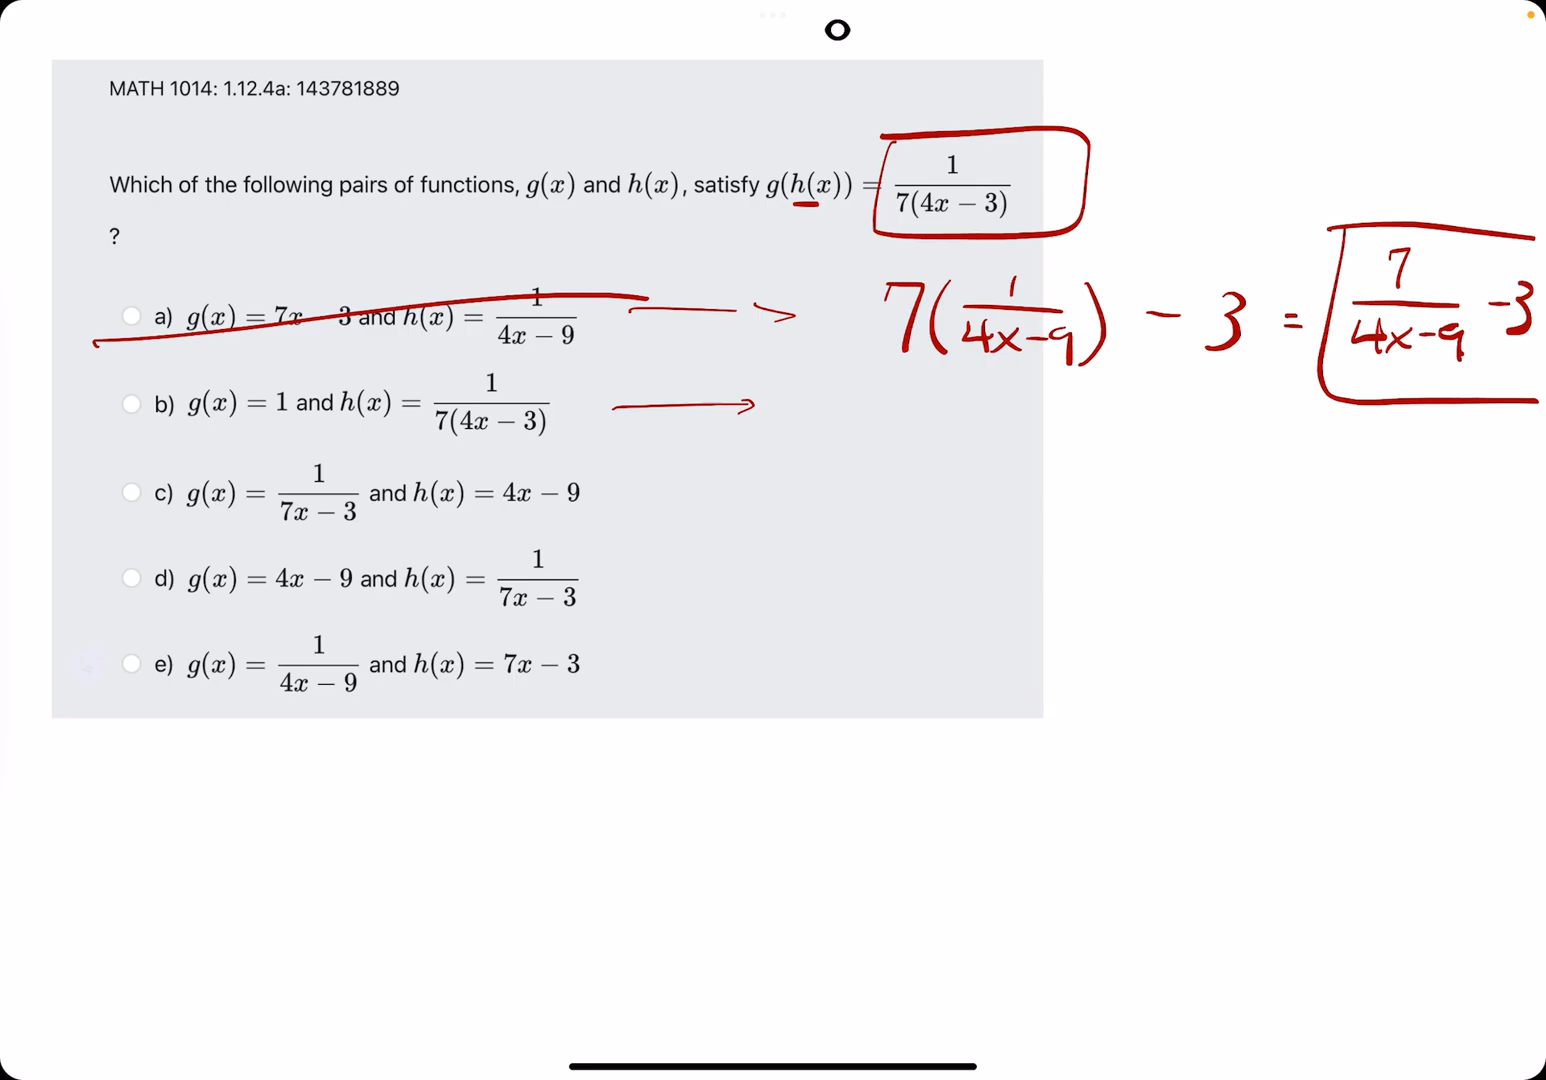 MATH 1014: 1.12.4a: 143781889
Which of the following pairs of functions, g(x) and h(x), satisfy g(h(x)) = 1/(7(4x − 3))
?
a) g(x) = 7x − 3 and h(x) = 1/(4x − 9)
7(1/(4x−9)) − 3 = 7/(4x−9) −3
b) g(x) = 1 and h(x) = 1/(7(4x − 3))
c) g(x) = 1/(7x − 3) and h(x) = 4x − 9
d) g(x) = 4x − 9 and h(x) = 1/(7x − 3)
e) g(x) = 1/(4x − 9) and h(x) = 7x − 3